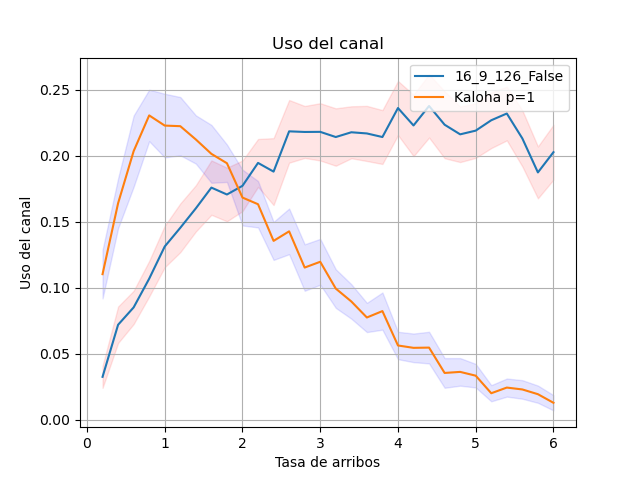 Uso del canal
16_9_126_False
Kaloha p=1
Uso del canal
0.25
0.20
0.15
0.10
0.05
0.00
0 1 2 3 4 5 6
Tasa de arribos